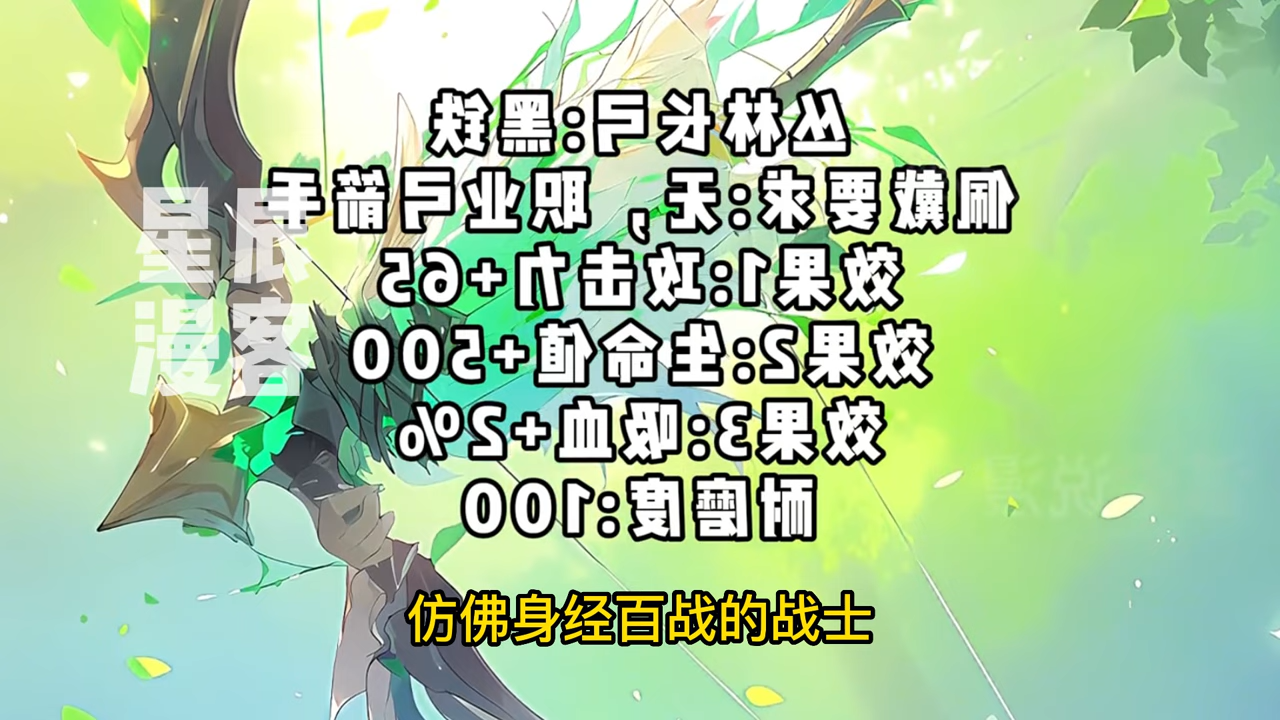 丛林长弓:黑铁
佩戴要求:无，职业弓箭手
效果1:攻击力+65
效果2:生命值+500
效果3:吸血+2%
耐磨度:100
星辰
漫客
说漫
仿佛身经百战的战士